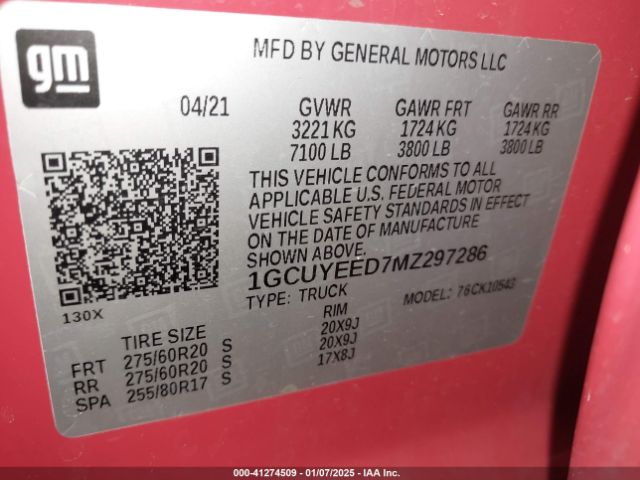 gm
MFD BY GENERAL MOTORS LLC
04/21 GVWR GAWR FRT GAWR RR
3221 KG 1724 KG 1724 KG
7100 LB 3800 LB 3800 LB
THIS VEHICLE CONFORMS TO ALL
APPLICABLE U.S. FEDERAL MOTOR
VEHICLE SAFETY STANDARDS IN EFFECT
ON THE DATE OF MANUFACTURE
SHOWN ABOVE.
1GCUYEED7MZ297286
TYPE: TRUCK MODEL: 76CK10543
130X
TIRE SIZE RIM
FRT 275/60R20 S 20X9J
RR 275/60R20 S 20X9J
SPA 255/80R17 S 17X8J
000-41274509 - 01/07/2025 - IAAI.COM